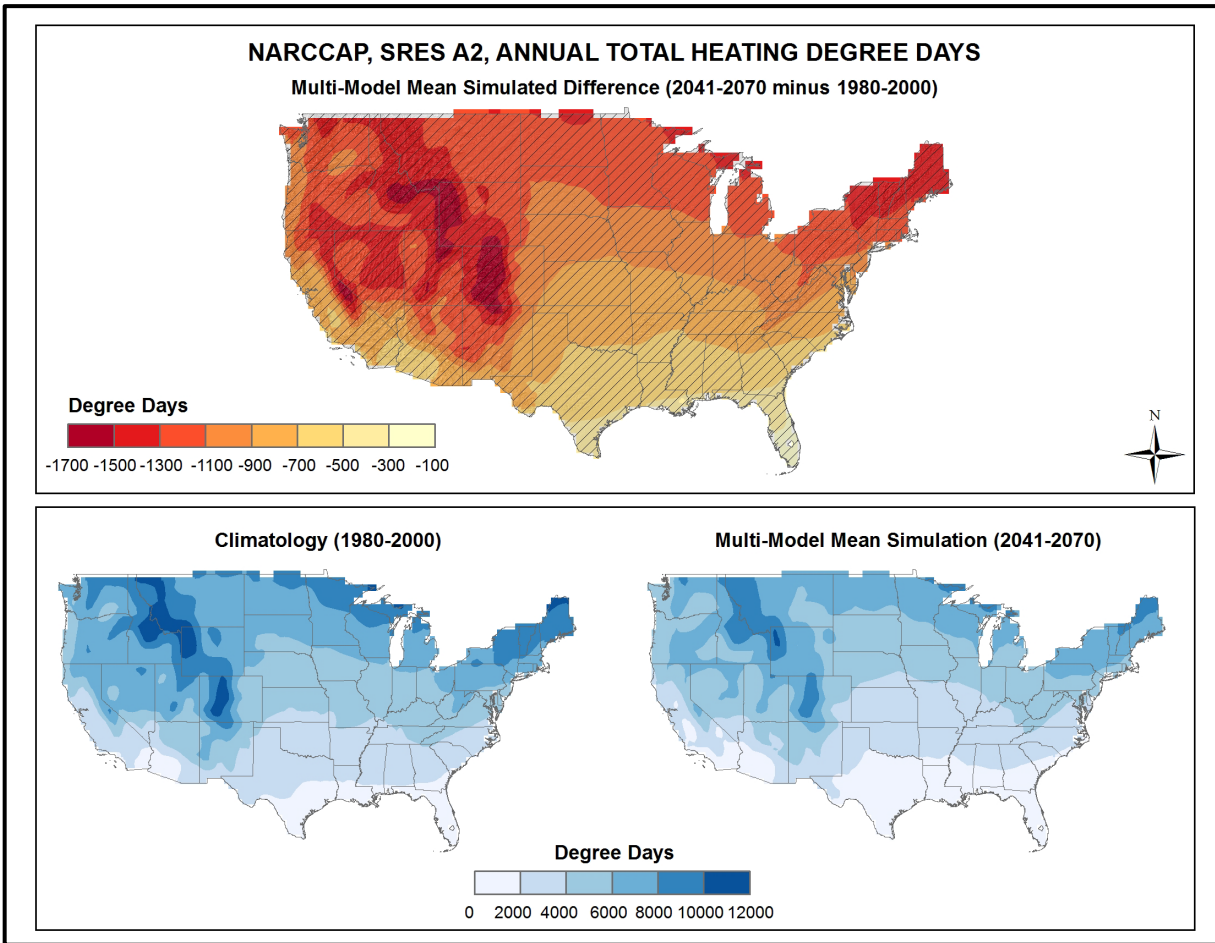 NARCCAP, SRES A2, ANNUAL TOTAL HEATING DEGREE DAYS
Multi-Model Mean Simulated Difference (2041-2070 minus 1980-2000)
Degree Days
-1700 -1500 -1300 -1100 -900 -700 -500 -300 -100
N
Climatology (1980-2000)
Multi-Model Mean Simulation (2041-2070)
Degree Days
0 2000 4000 6000 8000 10000 12000